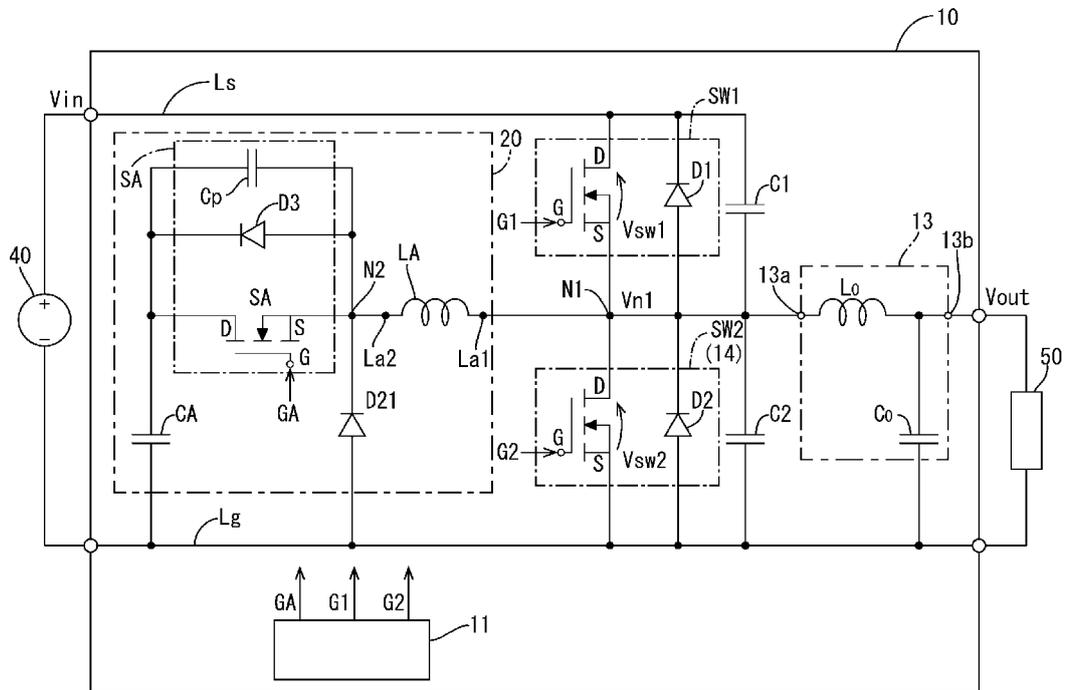 10
Ls
Vin
SW1
20
SA
Cp
D
D1
C1
G1
G
Vsw1
D3
S
13
13b
40
+
−
N2
LA
13a
L0
N1
Vn1
Vout
SA
D
S
La2
La1
SW2
(14)
G
GA
D
50
CA
D21
D2
C2
C0
G2
G
Vsw2
S
Lg
GA
G1
G2
11